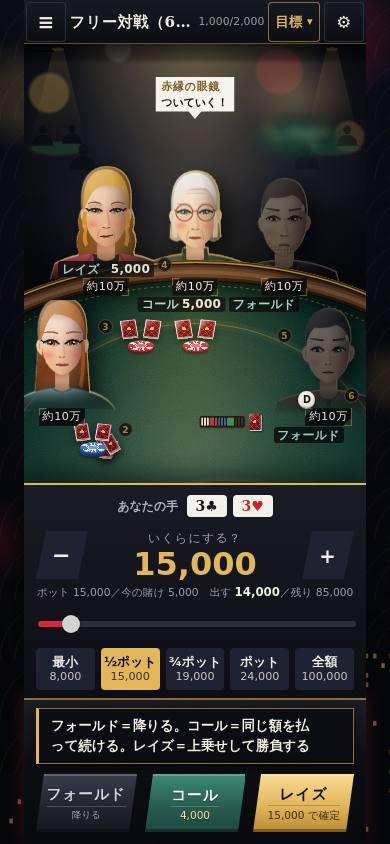 フリー対戦（6… 1,000/2,000 目標 ▾
赤縁の眼鏡
ついていく！
レイズ 5,000
4
約10万
約10万
約10万
コール 5,000
フォールド
3
5
D
6
約10万
約10万
フォールド
2
あなたの手 3♣ 3♥
いくらにする？
− 15,000 +
ポット 15,000／今の賭け 5,000 出す 14,000／残り 85,000
最小 ½ポット ¾ポット ポット 全額
8,000 15,000 19,000 24,000 100,000
フォールド＝降りる。コール＝同じ額を払
って続ける。レイズ＝上乗せして勝負する
フォールド コール レイズ
降りる 4,000 15,000 で確定